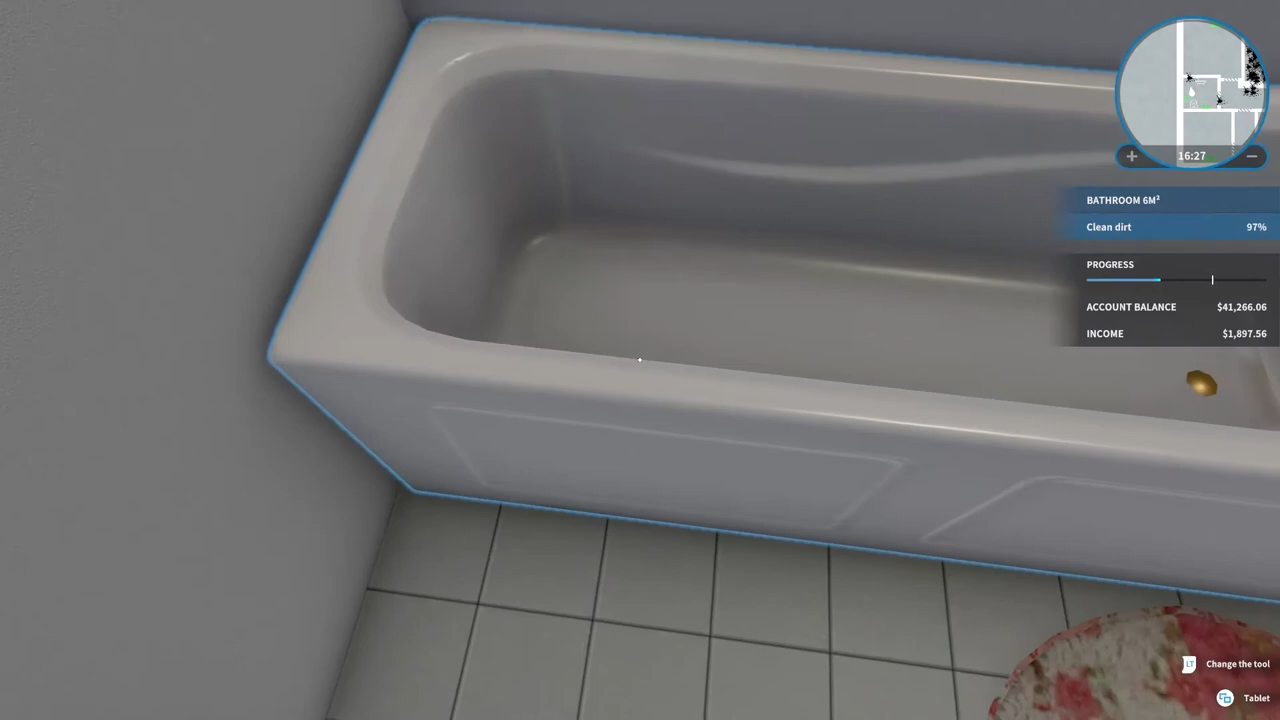 16:27
BATHROOM 6M²
Clean dirt 97%
PROGRESS
ACCOUNT BALANCE $41,266.06
INCOME $1,897.56
LT Change the tool
Tablet